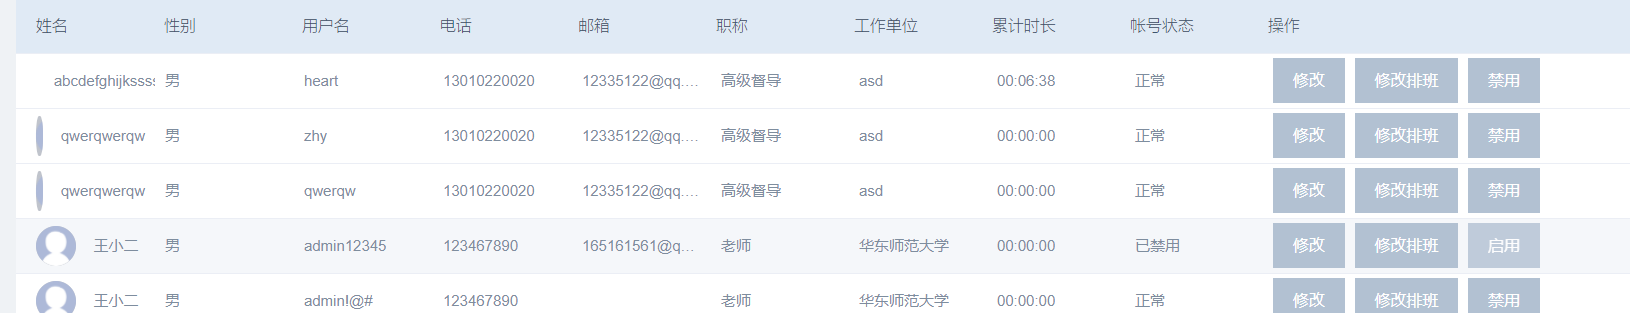 姓名 性别 用户名 电话 邮箱 职称 工作单位 累计时长 帐号状态 操作
abcdefghijkssss 男 heart 13010220020 12335122@qq.... 高级督导 asd 00:06:38 正常 修改 修改排班 禁用
qwerqwerqw 男 zhy 13010220020 12335122@qq.... 高级督导 asd 00:00:00 正常 修改 修改排班 禁用
qwerqwerqw 男 qwerqw 13010220020 12335122@qq.... 高级督导 asd 00:00:00 正常 修改 修改排班 禁用
王小二 男 admin12345 123467890 165161561@q... 老师 华东师范大学 00:00:00 已禁用 修改 修改排班 启用
王小二 男 admin!@# 123467890 老师 华东师范大学 00:00:00 正常 修改 修改排班 禁用